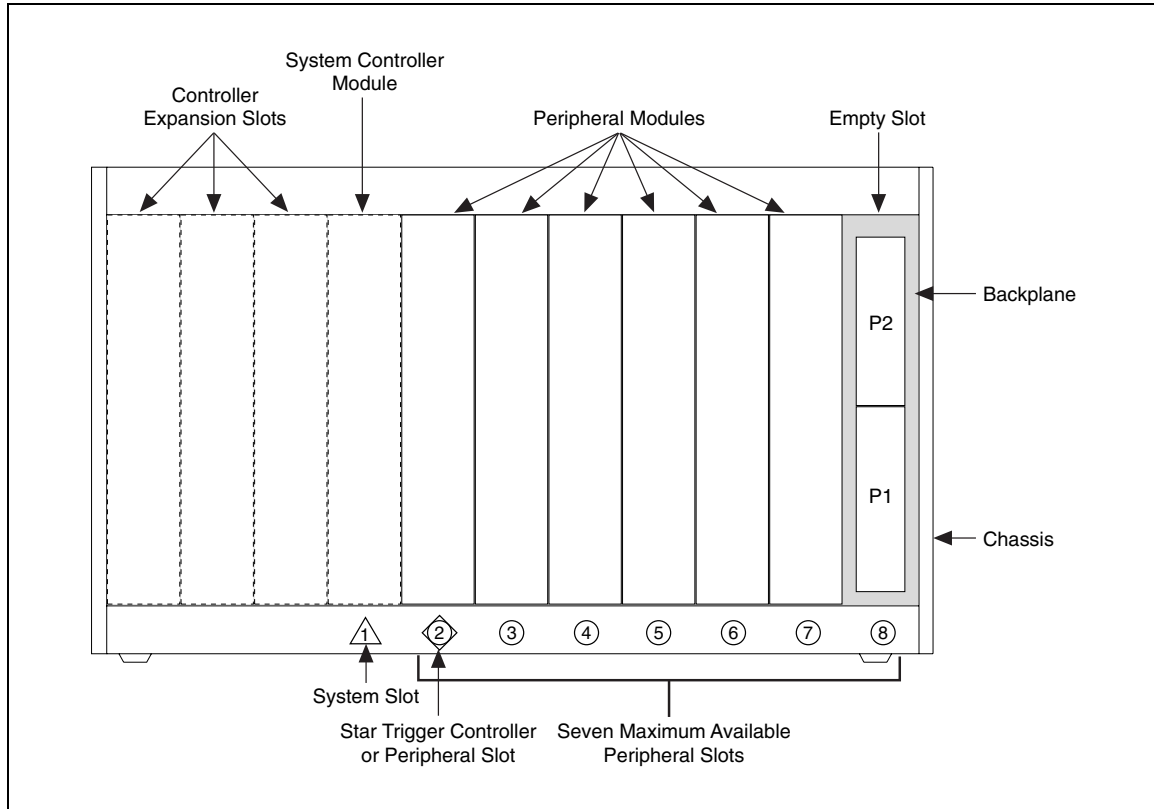 System Controller
Module
Controller
Expansion Slots
Peripheral Modules
Empty Slot
Backplane
P2
P1
Chassis
1
2
3
4
5
6
7
8
System Slot
Star Trigger Controller
or Peripheral Slot
Seven Maximum Available
Peripheral Slots